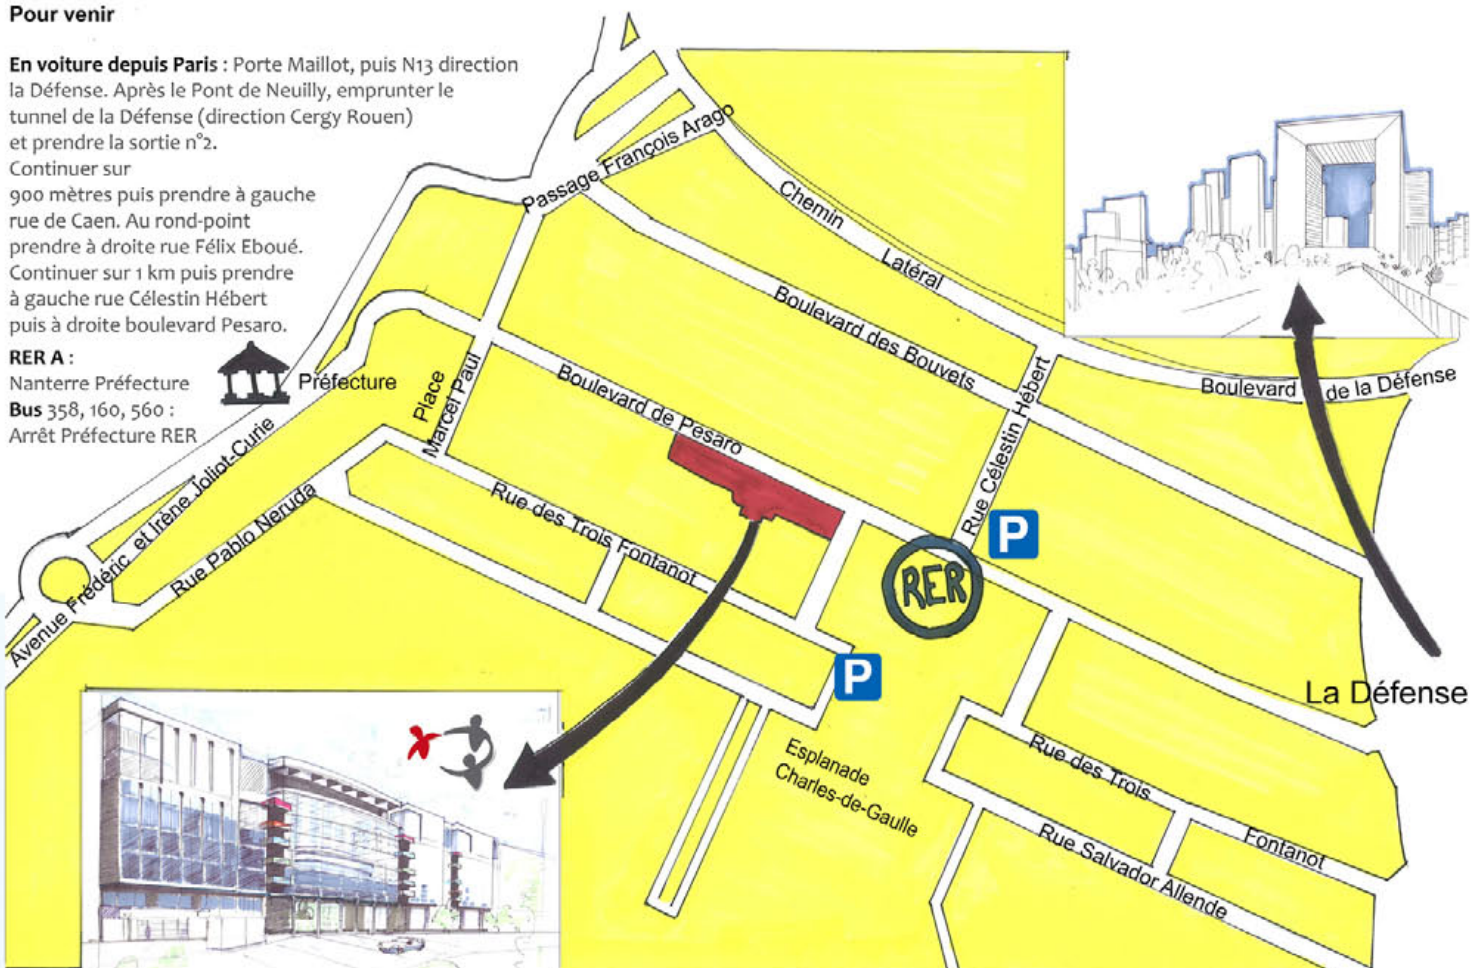 Pour venir
En voiture depuis Paris : Porte Maillot, puis N13 direction
la Défense. Après le Pont de Neuilly, emprunter le
tunnel de la Défense (direction Cergy Rouen)
et prendre la sortie n°2.
Continuer sur
900 mètres puis prendre à gauche
rue de Caen. Au rond-point
prendre à droite rue Félix Eboué.
Continuer sur 1 km puis prendre
à gauche rue Célestin Hébert
puis à droite boulevard Pesaro.
RER A :
Nanterre Préfecture
Bus 358, 160, 560 :
Arrêt Préfecture RER
Passage François Arago
Chemin
Latéral
Boulevard des Bouvets
Boulevard de la Défense
Préfecture
Place
Marcel Paul
Boulevard de Pesaro
Rue Célestin Hébert
Avenue Frédéric et Irène Joliot-Curie
Rue Pablo Neruda
Rue des Trois Fontanot
P
RER
P
La Défense
Esplanade
Charles-de-Gaulle
Rue des Trois
Fontanot
Rue Salvador Allende